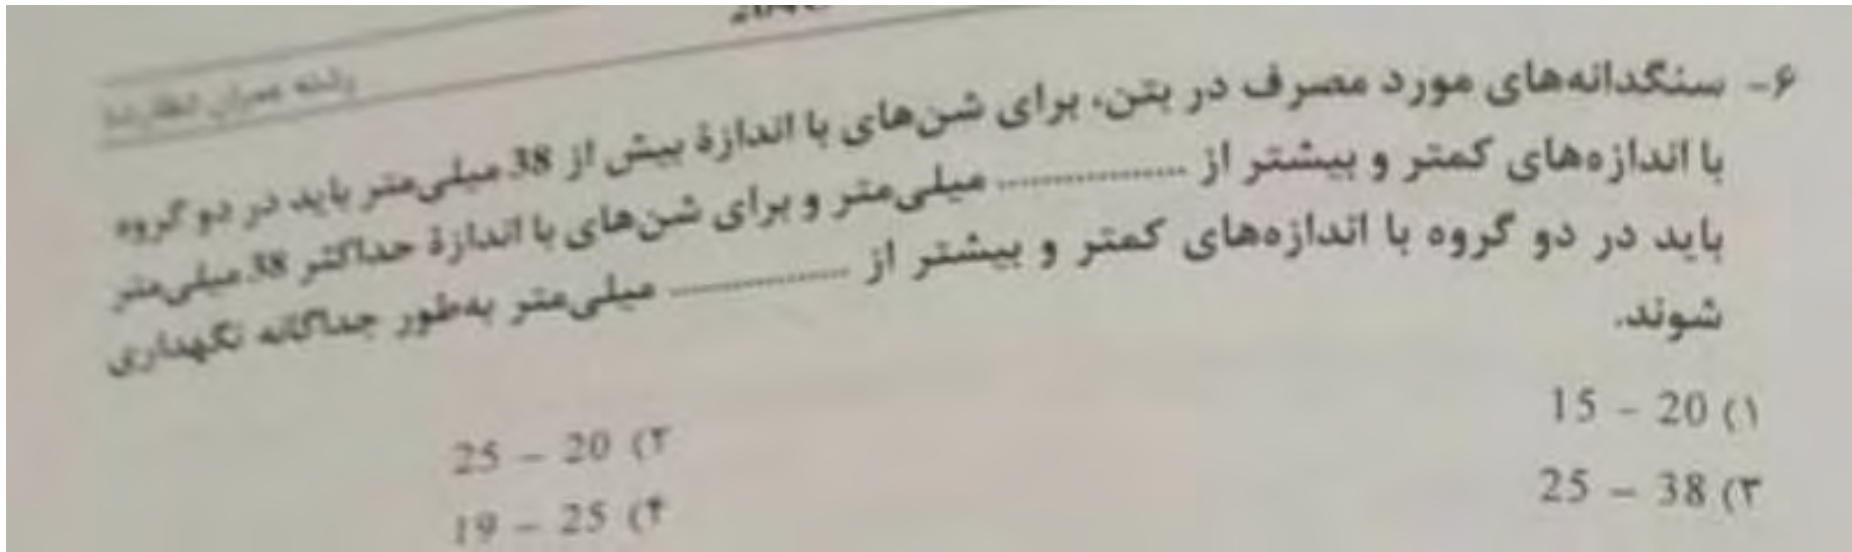 رشته عمران (نظارت)
۶- سنگدانه‌های مورد مصرف در بتن، برای شن‌های با اندازهٔ بیش از 38 میلی‌متر باید در دو گروه
با اندازه‌های کمتر و بیشتر از .................. میلی‌متر و برای شن‌های با اندازهٔ حداکثر 38 میلی‌متر
باید در دو گروه با اندازه‌های کمتر و بیشتر از .................. میلی‌متر به‌طور جداگانه نگهداری
شوند.
۱) 20 – 15
۲) 20 – 25
۳) 38 – 25
۴) 25 – 19